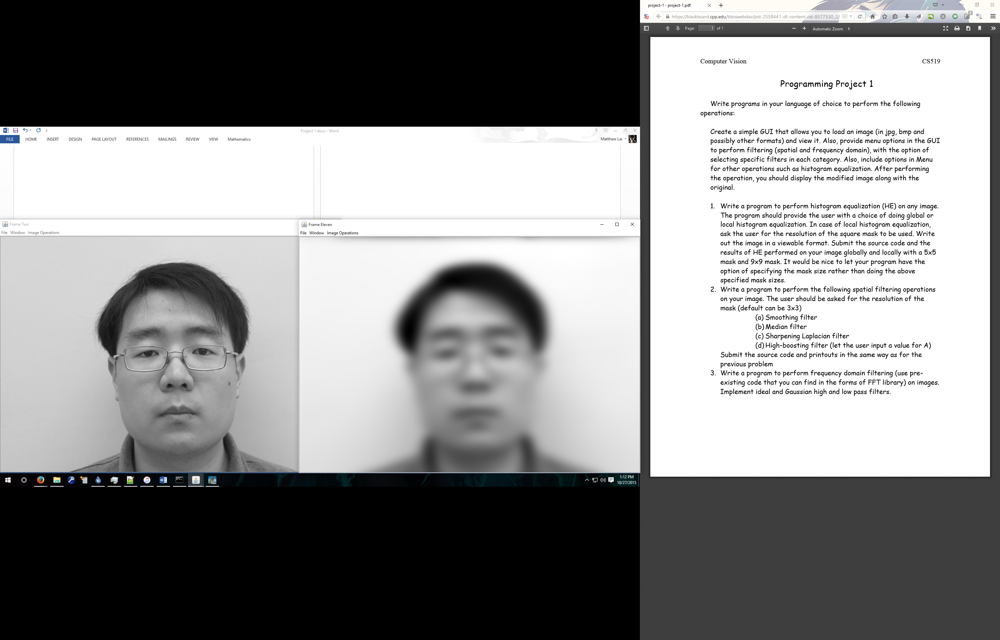 Project 1.docx - Word
FILE HOME INSERT DESIGN PAGE LAYOUT REFERENCES MAILINGS REVIEW VIEW Mathematics
Matthew Lai
Frame Two
File Window Image Operations
Frame Eleven
File Window Image Operations
1:12 PM
10/27/2015
project-1 - project-1.pdf
https://blackboard.cpp.edu/bbcswebdav/pid-2558441-dt-content-rid-8577530_2/
Page: 1 of 1
Automatic Zoom
Computer Vision CS519
Programming Project 1
Write programs in your language of choice to perform the following
operations:
Create a simple GUI that allows you to load an image (in jpg, bmp and
possibly other formats) and view it. Also, provide menu options in the GUI
to perform filtering (spatial and frequency domain), with the option of
selecting specific filters in each category. Also, include options in Menu
for other operations such as histogram equalization. After performing
the operation, you should display the modified image along with the
original.
1. Write a program to perform histogram equalization (HE) on any image.
The program should provide the user with a choice of doing global or
local histogram equalization. In case of local histogram equalization,
ask the user for the resolution of the square mask to be used. Write
out the image in a viewable format. Submit the source code and the
results of HE performed on your image globally and locally with a 5x5
mask and 9x9 mask. It would be nice to let your program have the
option of specifying the mask size rather than doing the above
specified mask sizes.
2. Write a program to perform the following spatial filtering operations
on your image. The user should be asked for the resolution of the
mask (default can be 3x3)
(a) Smoothing filter
(b) Median filter
(c) Sharpening Laplacian filter
(d) High-boosting filter (let the user input a value for A)
Submit the source code and printouts in the same way as for the
previous problem
3. Write a program to perform frequency domain filtering (use pre-
existing code that you can find in the forms of FFT library) on images.
Implement ideal and Gaussian high and low pass filters.